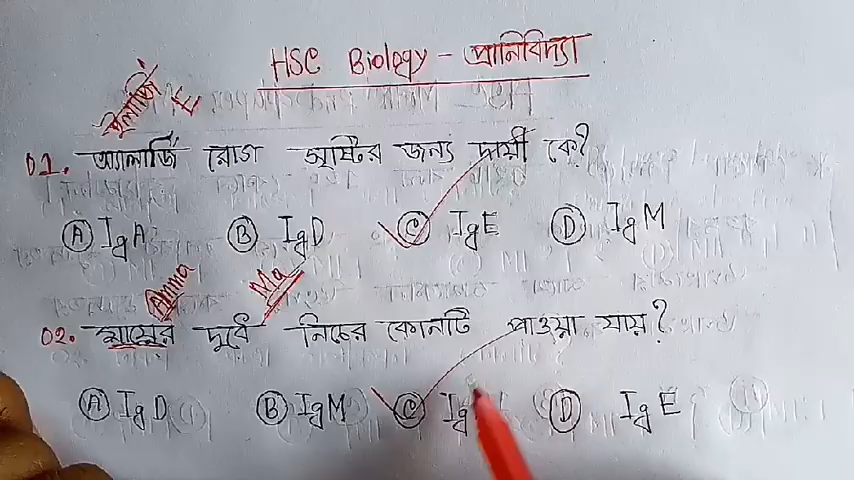 HSC Biology - প্রানিবিদ্যা
E
01. অ্যালার্জি রোগ সৃষ্টির জন্য দায়ী কে?
Ⓐ IgA Ⓑ IgD Ⓒ IgE Ⓓ IgM
Amma Ma
02. মায়ের দুধে নিচের কোনটি পাওয়া যায়?
Ⓐ IgD Ⓑ IgM Ⓒ Ig Ⓓ IgE